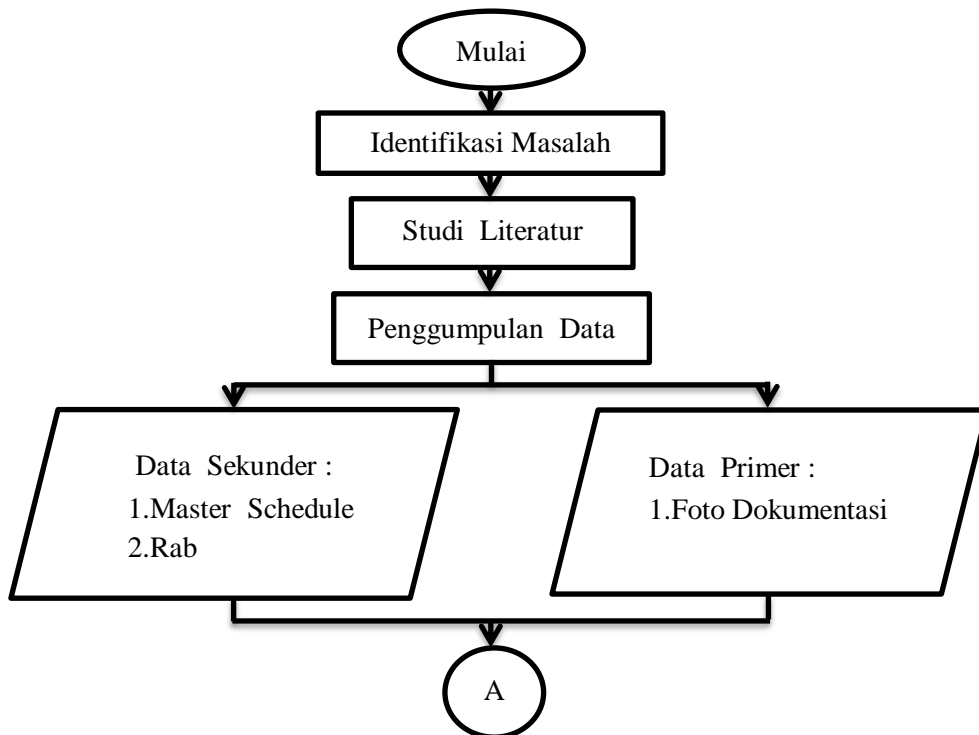 Mulai
Identifikasi Masalah
Studi Literatur
Penggumpulan Data
Data Sekunder :
1.Master Schedule
2.Rab
Data Primer :
1.Foto Dokumentasi
A